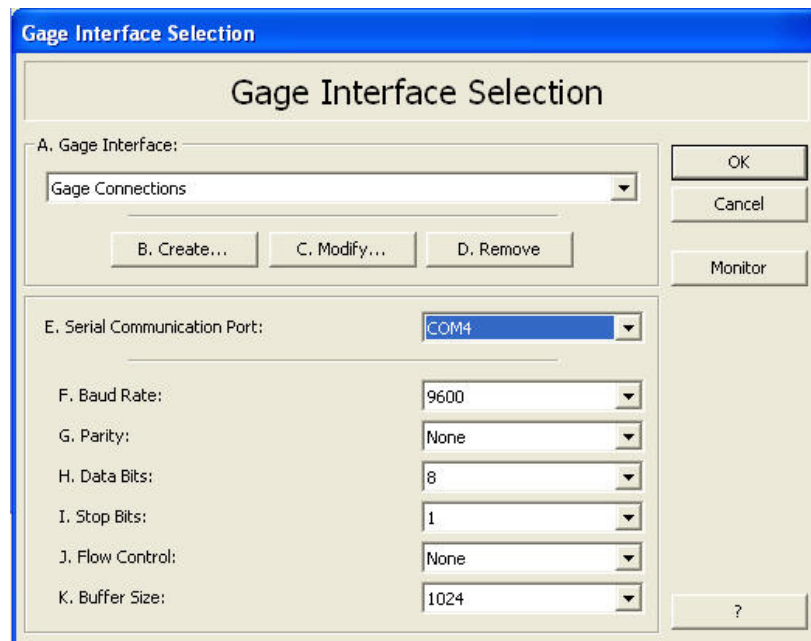 Gage Interface Selection
Gage Interface Selection
A. Gage Interface:
Gage Connections
B. Create... C. Modify... D. Remove
OK
Cancel
Monitor
E. Serial Communication Port: COM4
F. Baud Rate: 9600
G. Parity: None
H. Data Bits: 8
I. Stop Bits: 1
J. Flow Control: None
K. Buffer Size: 1024
?